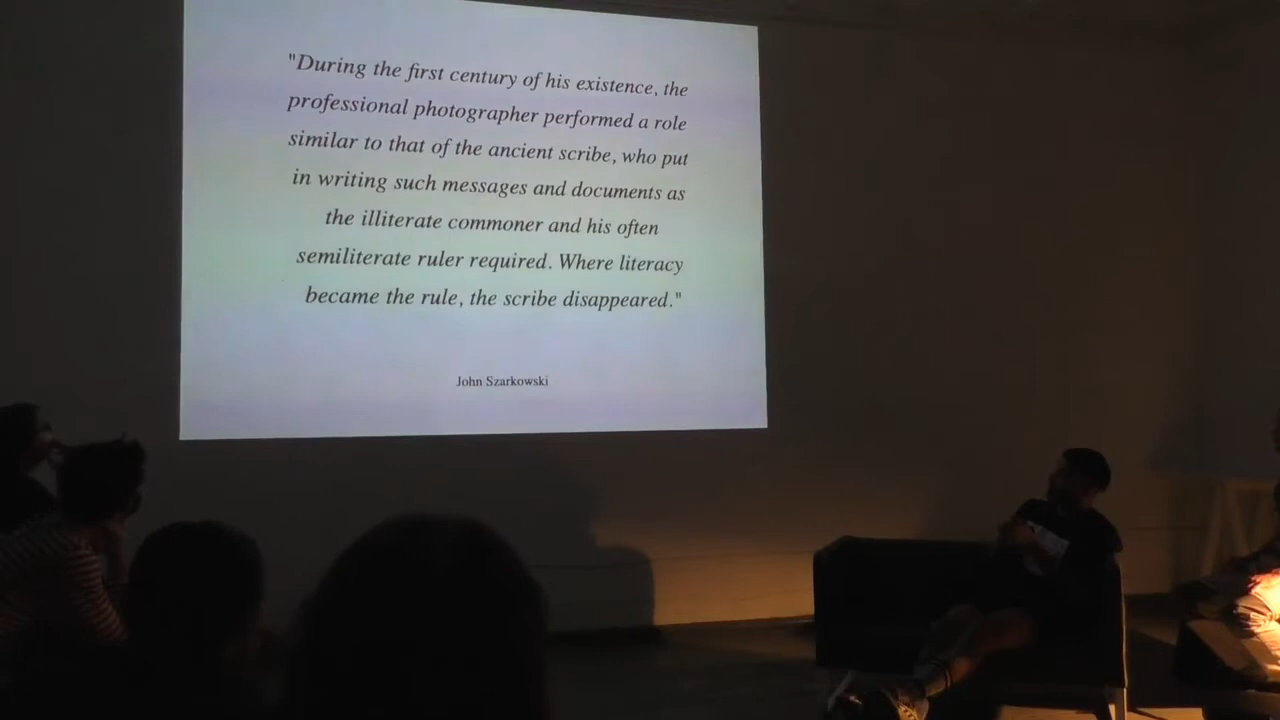 "During the first century of his existence, the
professional photographer performed a role
similar to that of the ancient scribe, who put
in writing such messages and documents as
the illiterate commoner and his often
semiliterate ruler required. Where literacy
became the rule, the scribe disappeared."
John Szarkowski